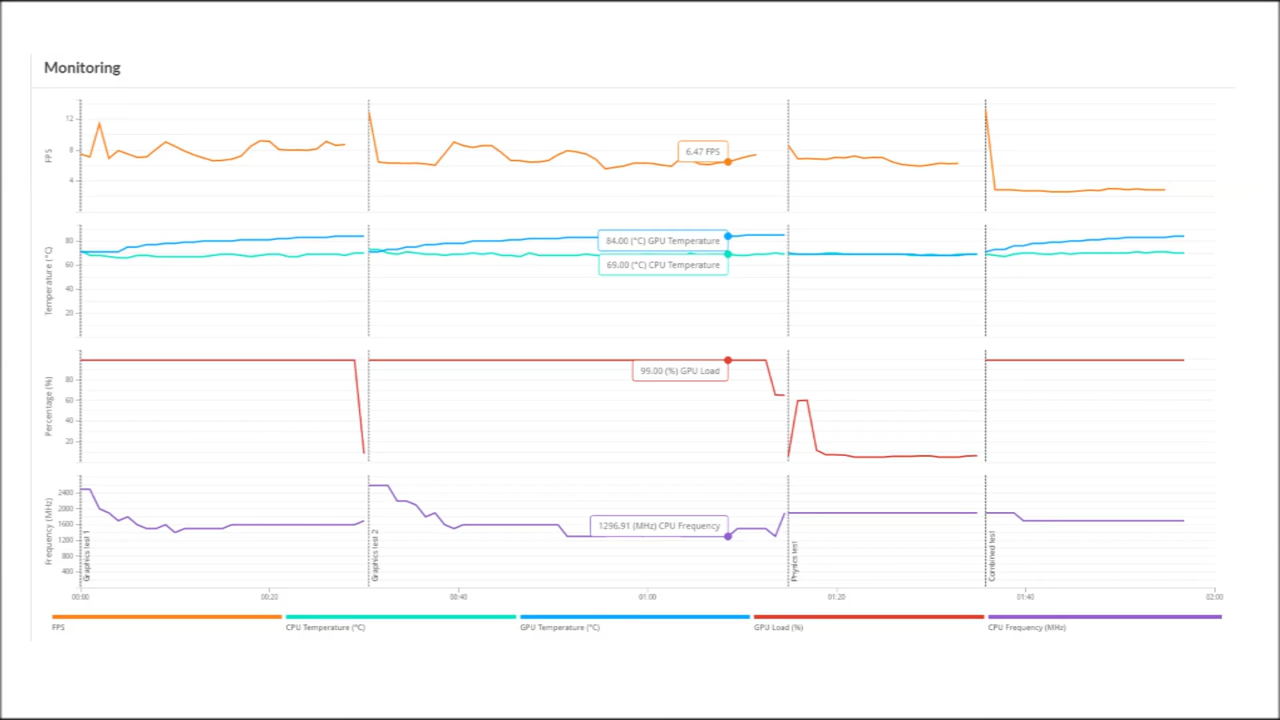 Monitoring
12
8
4
FPS
6.47 FPS
80
60
40
20
Temperature (°C)
84.00 (°C) GPU Temperature
69.00 (°C) CPU Temperature
80
60
40
20
Percentage (%)
99.00 (%) GPU Load
2400
2000
1600
1200
800
400
Frequency (MHz)
1296.91 (MHz) CPU Frequency
Graphics test 1
Graphics test 2
Physics test
Combined test
00:00 00:20 00:40 01:00 01:20 01:40 02:00
FPS CPU Temperature (°C) GPU Temperature (°C) GPU Load (%) CPU Frequency (MHz)